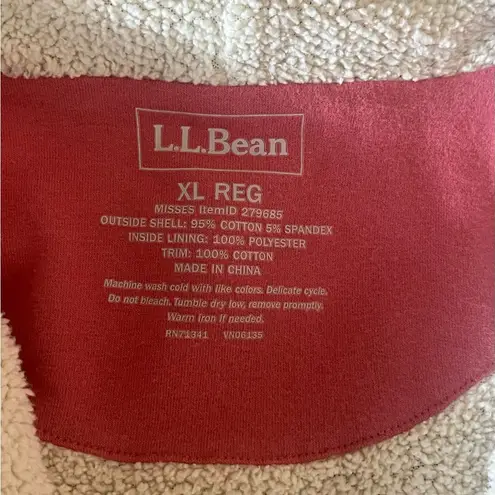 L.L.Bean
XL REG
MISSES ItemID 279685
OUTSIDE SHELL: 95% COTTON 5% SPANDEX
INSIDE LINING: 100% POLYESTER
TRIM: 100% COTTON
MADE IN CHINA
Machine wash cold with like colors. Delicate cycle.
Do not bleach. Tumble dry low, remove promptly.
Warm iron if needed.
RN71341 VN06135